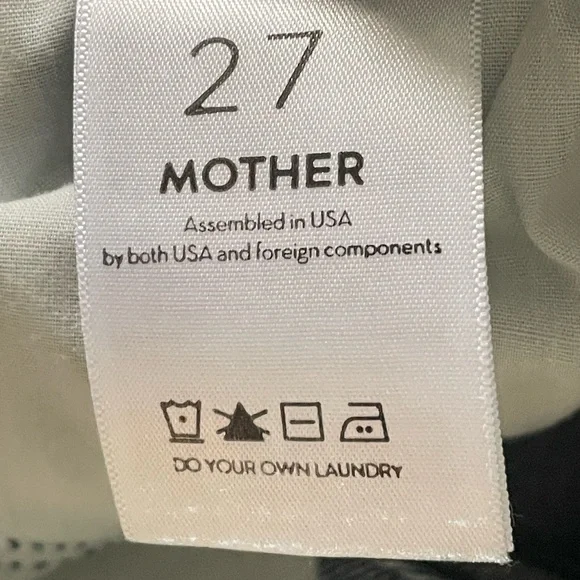 27
MOTHER
Assembled in USA
by both USA and foreign components
DO YOUR OWN LAUNDRY